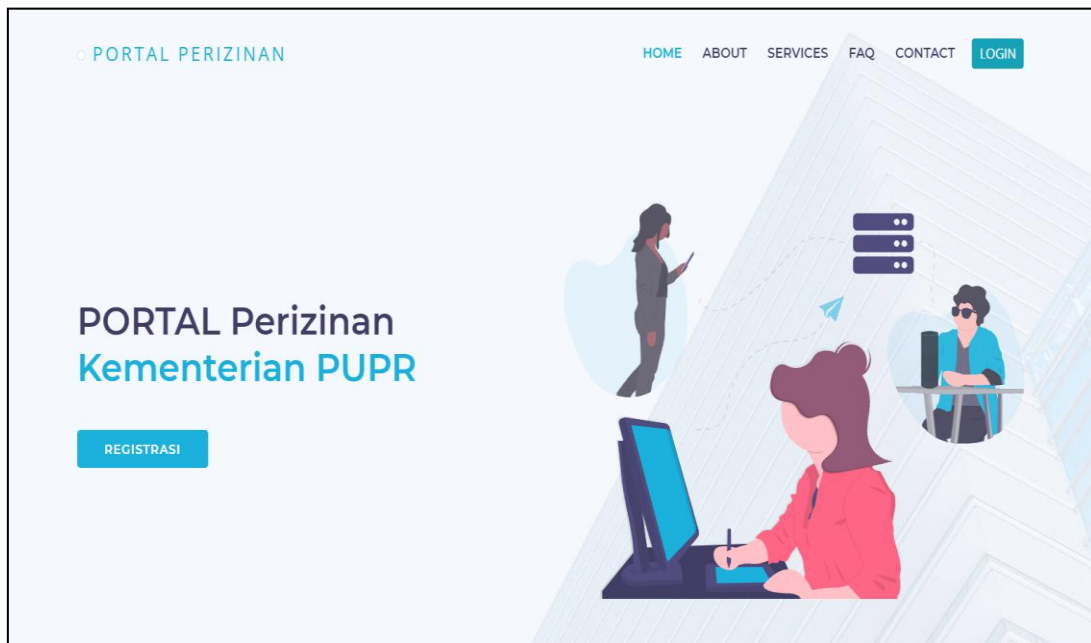 PORTAL PERIZINAN
HOME ABOUT SERVICES FAQ CONTACT LOGIN
PORTAL Perizinan
Kementerian PUPR
REGISTRASI